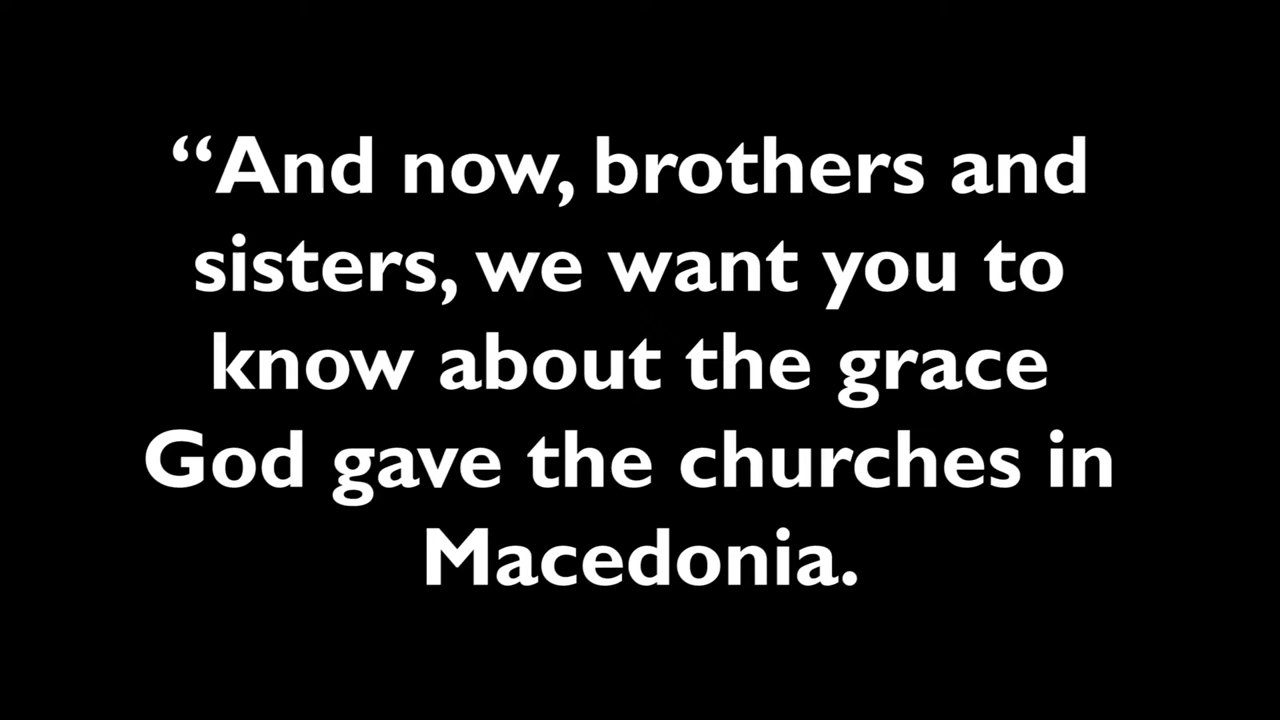 “And now, brothers and
sisters, we want you to
know about the grace
God gave the churches in
Macedonia.